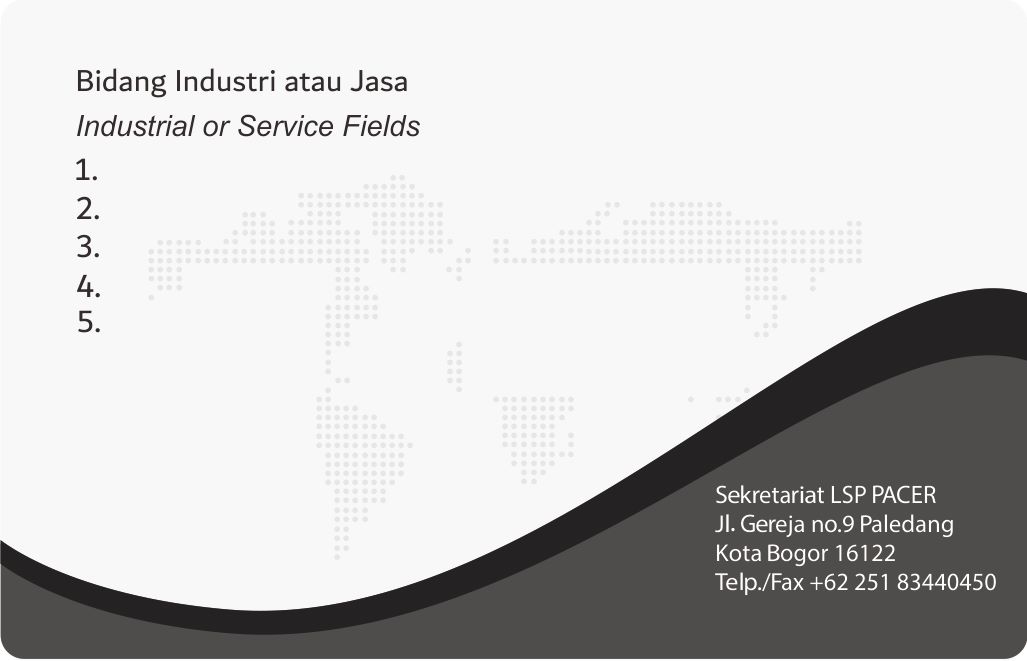 Bidang Industri atau Jasa
Industrial or Service Fields
1.
2.
3.
4.
5.
Sekretariat LSP PACER
Jl. Gereja no.9 Paledang
Kota Bogor 16122
Telp./Fax +62 251 83440450